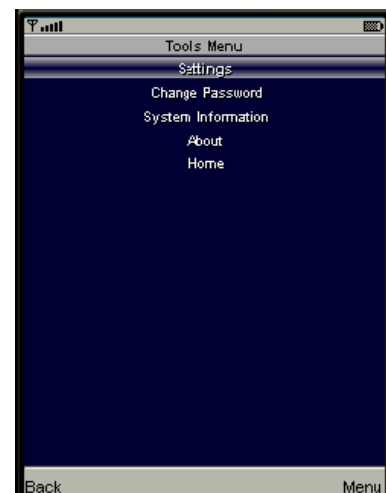 Tools Menu
Settings
Change Password
System Information
About
Home
Back Menu